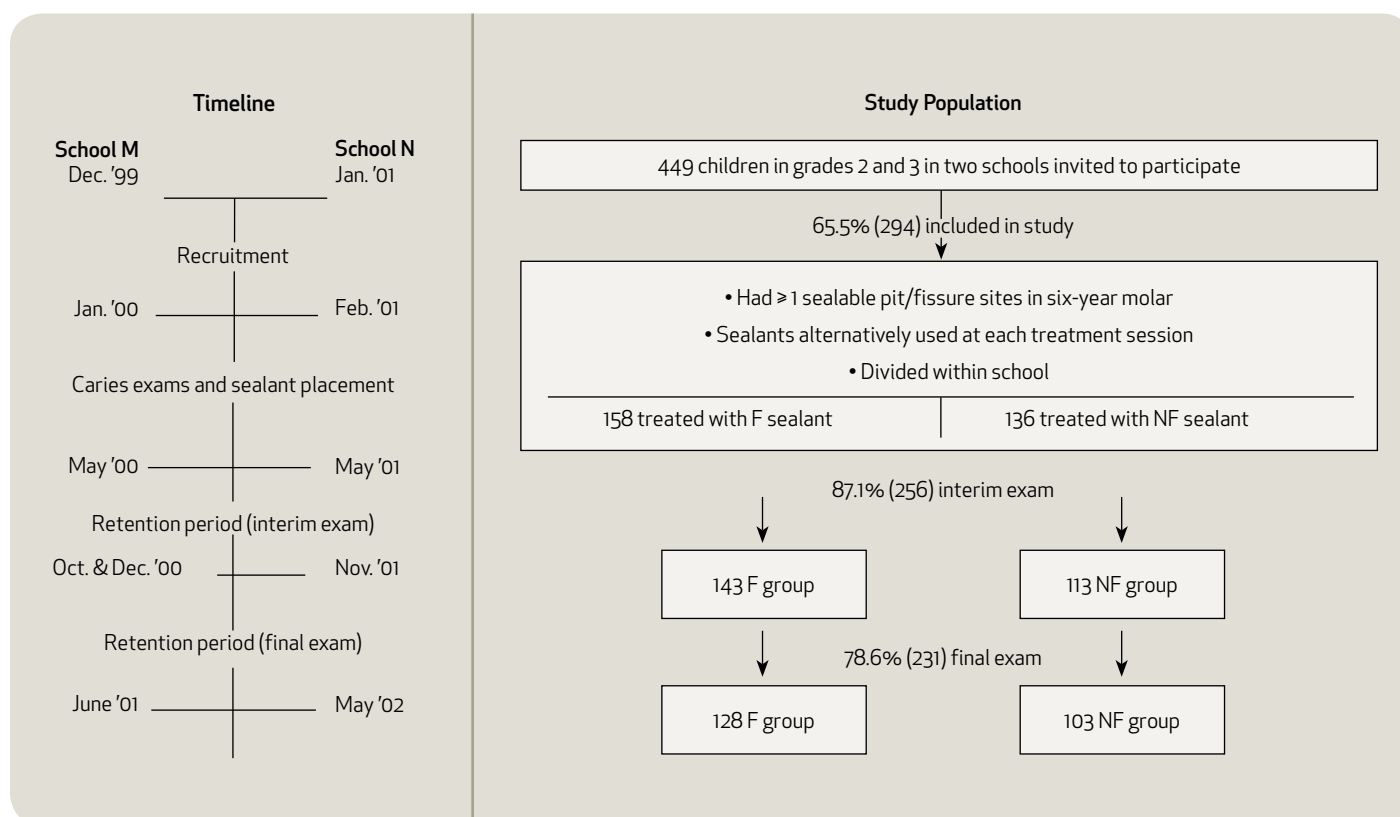 Timeline
School M
School N
Dec. '99
Jan. '01
Recruitment
Jan. '00
Feb. '01
Caries exams and sealant placement
May '00
May '01
Retention period (interim exam)
Oct. & Dec. '00
Nov. '01
Retention period (final exam)
June '01
May '02
Study Population
449 children in grades 2 and 3 in two schools invited to participate
65.5% (294) included in study
• Had ≥ 1 sealable pit/fissure sites in six-year molar
• Sealants alternatively used at each treatment session
• Divided within school
158 treated with F sealant
136 treated with NF sealant
87.1% (256) interim exam
143 F group
113 NF group
78.6% (231) final exam
128 F group
103 NF group